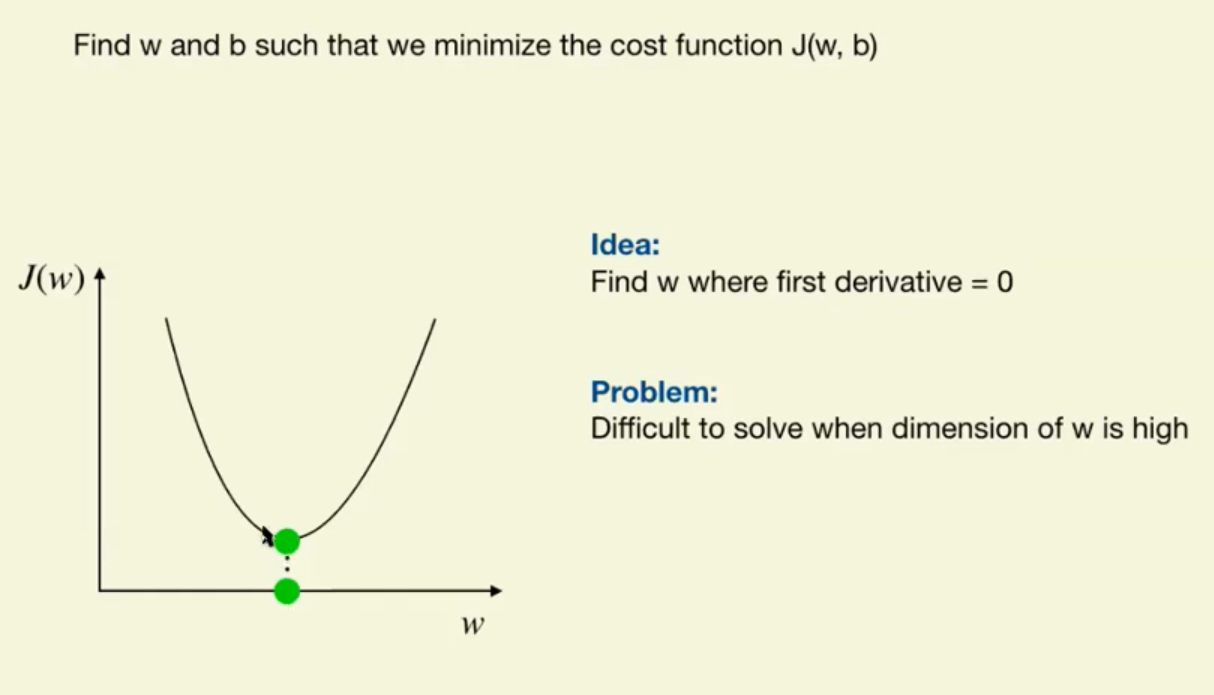 Find w and b such that we minimize the cost function J(w, b)
Idea:
Find w where first derivative = 0
Problem:
Difficult to solve when dimension of w is high
J(w)
w